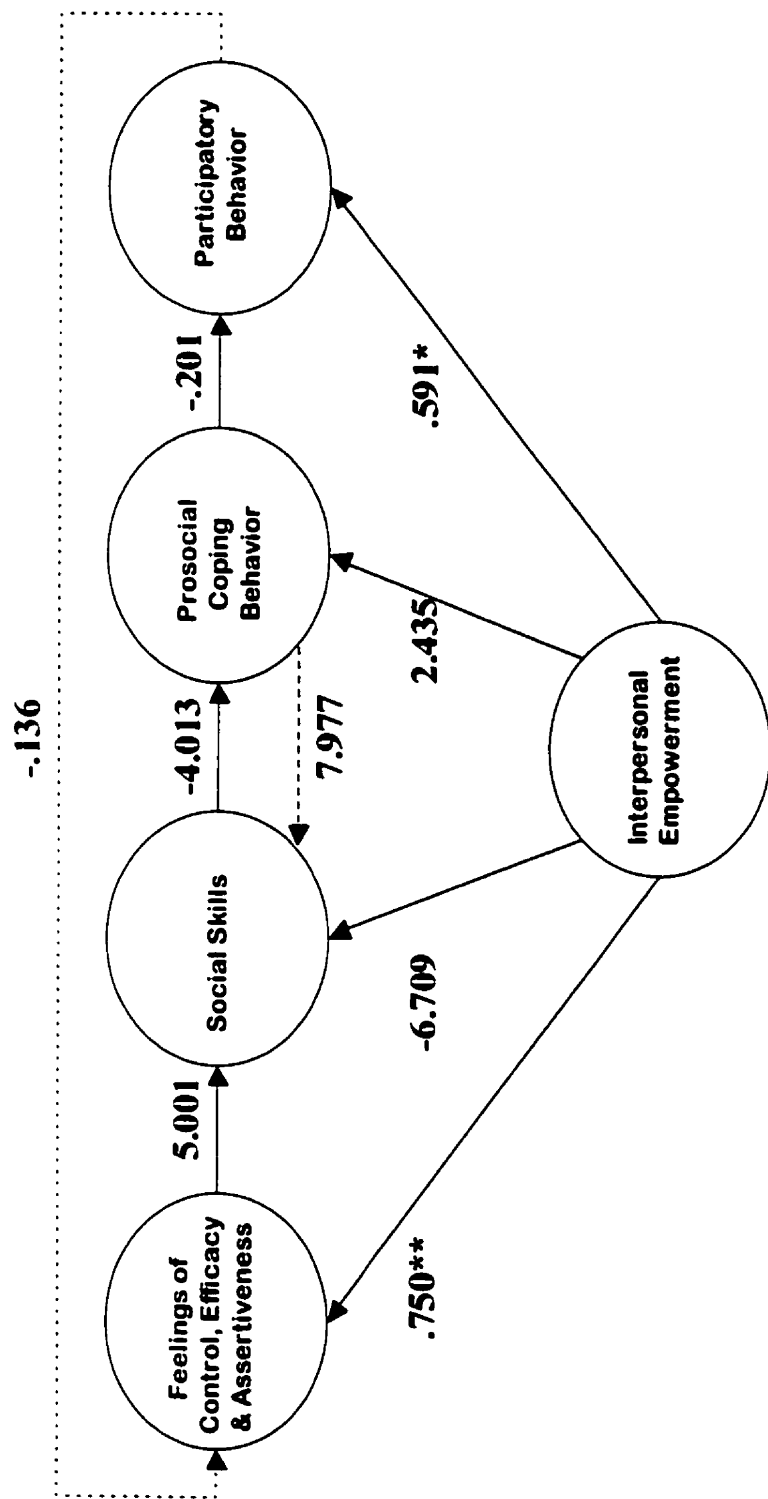 -.136
Feelings of
Control, Efficacy
& Assertiveness
5.001
Social Skills
-4.013
7.977
Prosocial
Coping
Behavior
-.201
Participatory
Behavior
.750**
-6.709
2.435
.591*
Interpersonal
Empowerment